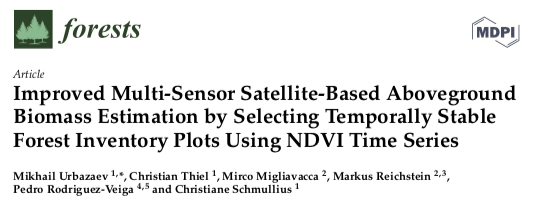 forests
MDPI
Article
Improved Multi-Sensor Satellite-Based Aboveground
Biomass Estimation by Selecting Temporally Stable
Forest Inventory Plots Using NDVI Time Series
Mikhail Urbazaev 1,*, Christian Thiel 1, Mirco Migliavacca 2, Markus Reichstein 2,3,
Pedro Rodriguez-Veiga 4,5 and Christiane Schmullius 1